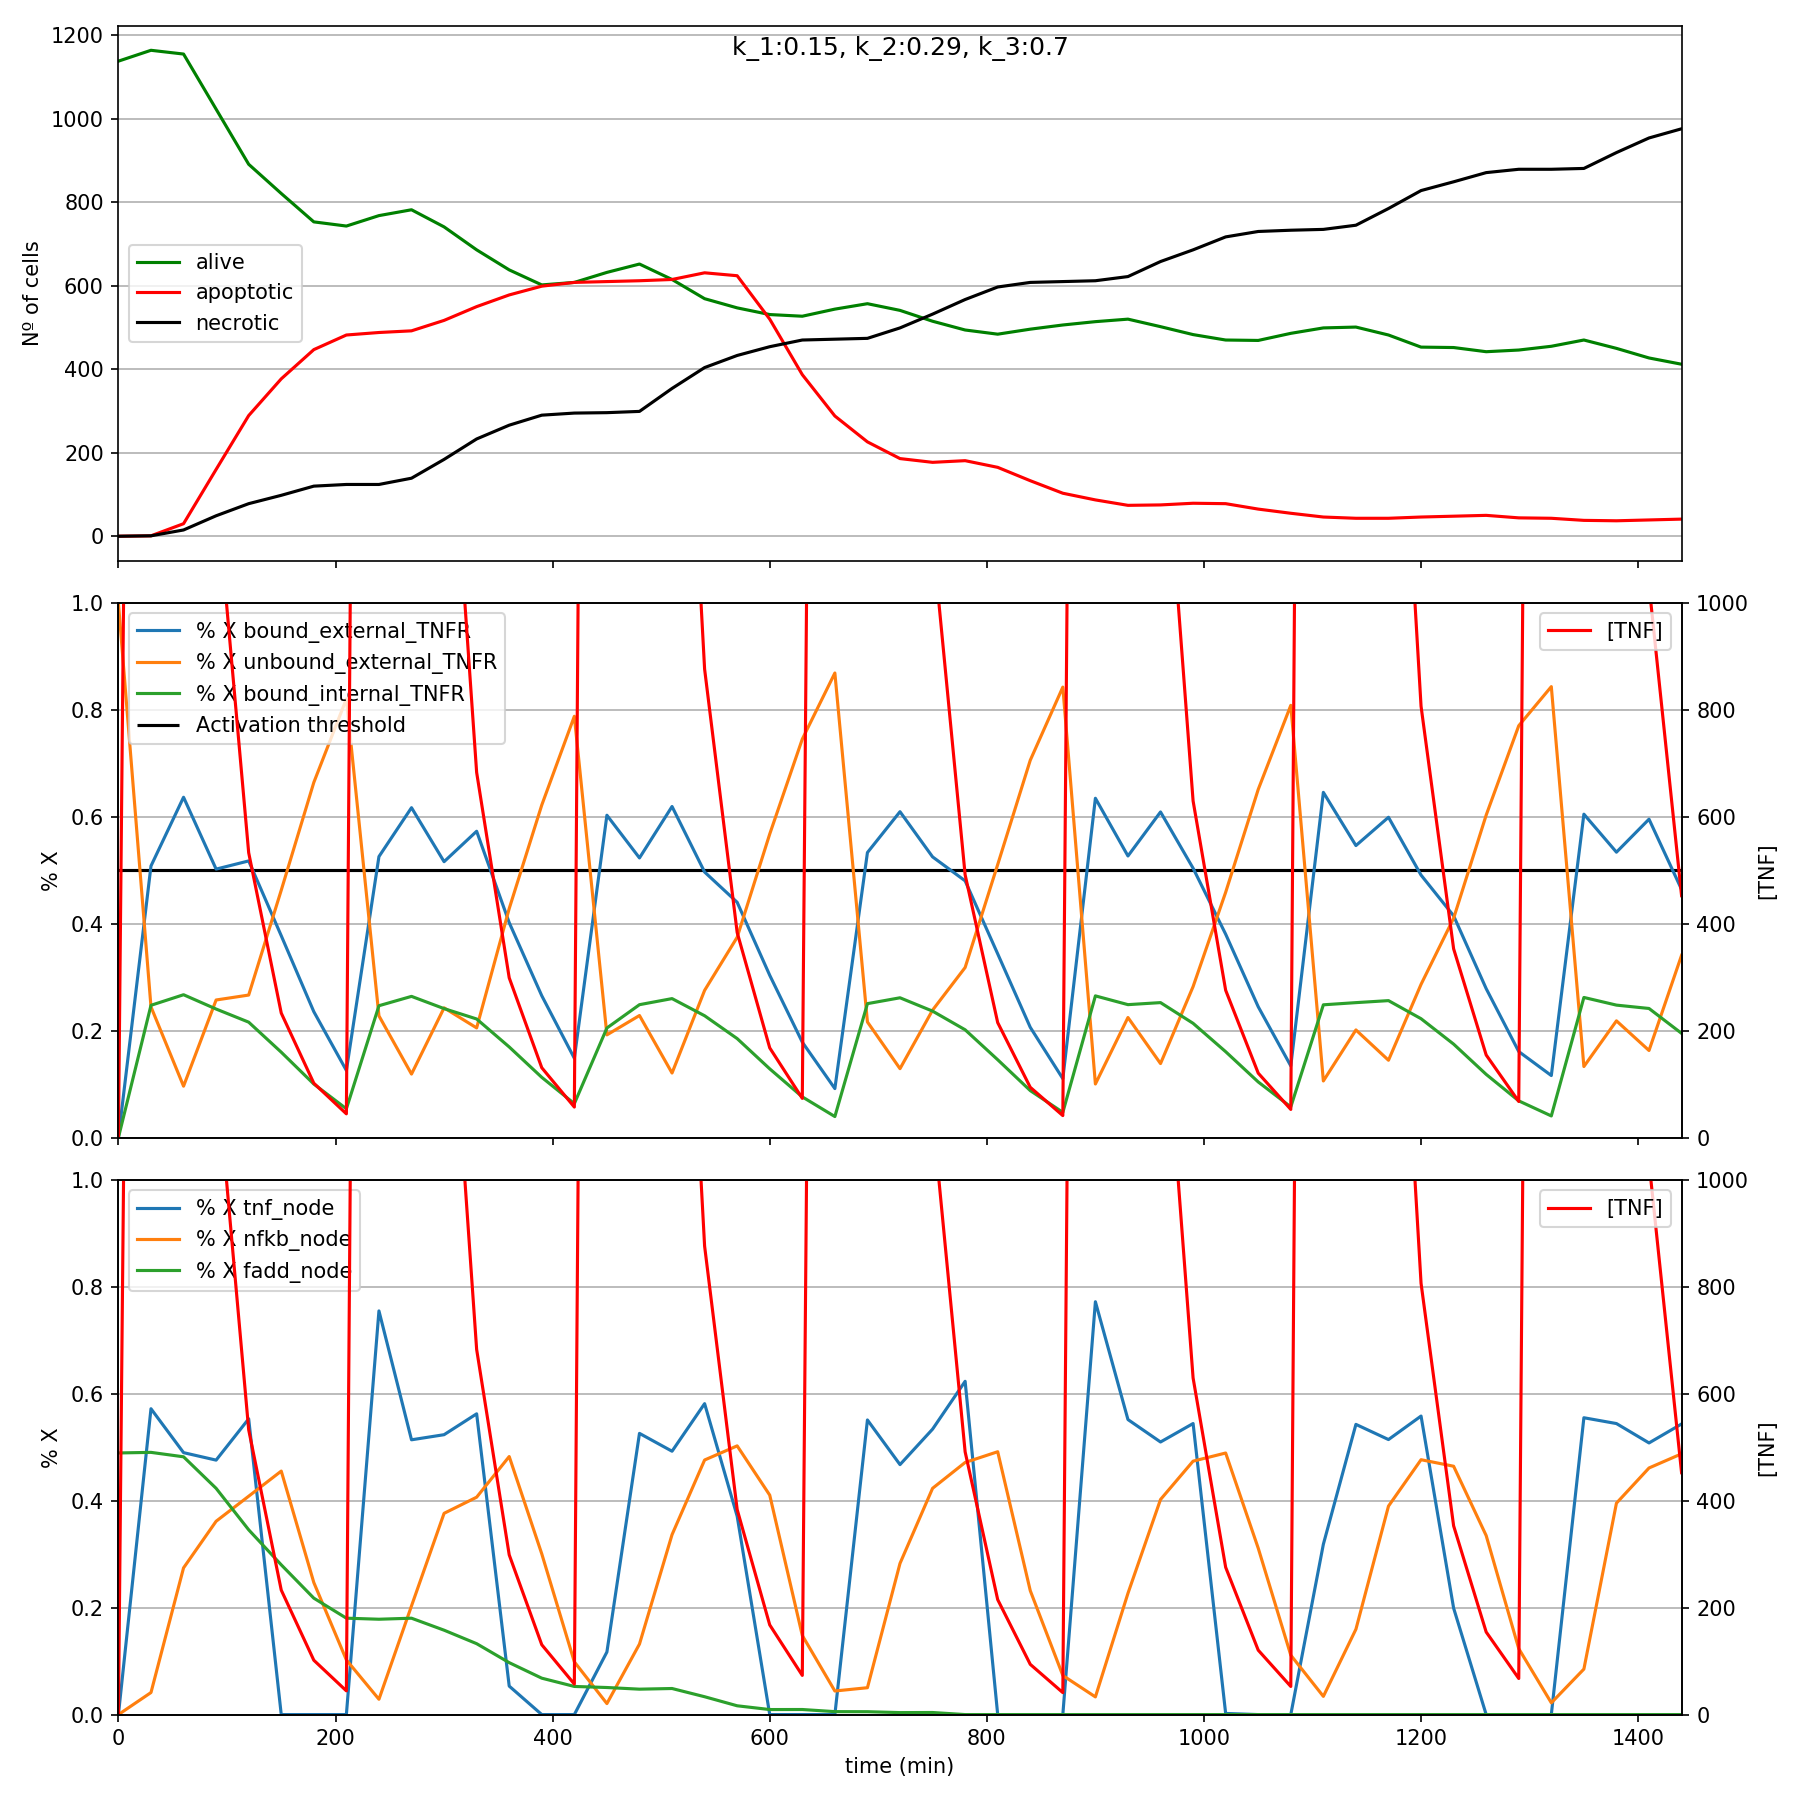 k_1:0.15, k_2:0.29, k_3:0.7
1200
1000
800
600
400
200
0
Nº of cells
alive
apoptotic
necrotic
1.0
0.8
0.6
0.4
0.2
0.0
% X
% X bound_external_TNFR
% X unbound_external_TNFR
% X bound_internal_TNFR
Activation threshold
[TNF]
1000
800
600
400
200
0
[TNF]
1.0
0.8
0.6
0.4
0.2
0.0
% X
% X tnf_node
% X nfkb_node
% X fadd_node
[TNF]
1000
800
600
400
200
0
[TNF]
0 200 400 600 800 1000 1200 1400
time (min)